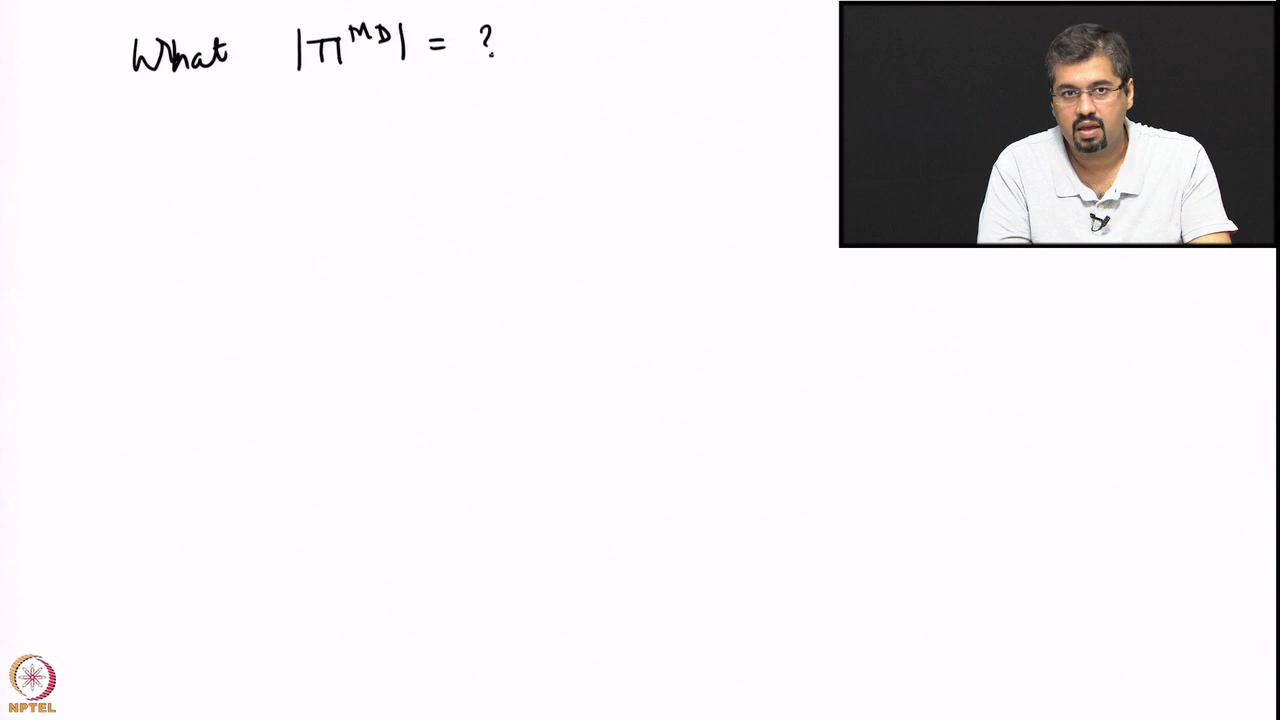 What |Π^{MD}| = ?
NPTEL